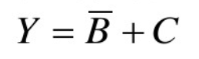 Y = B̅ + C